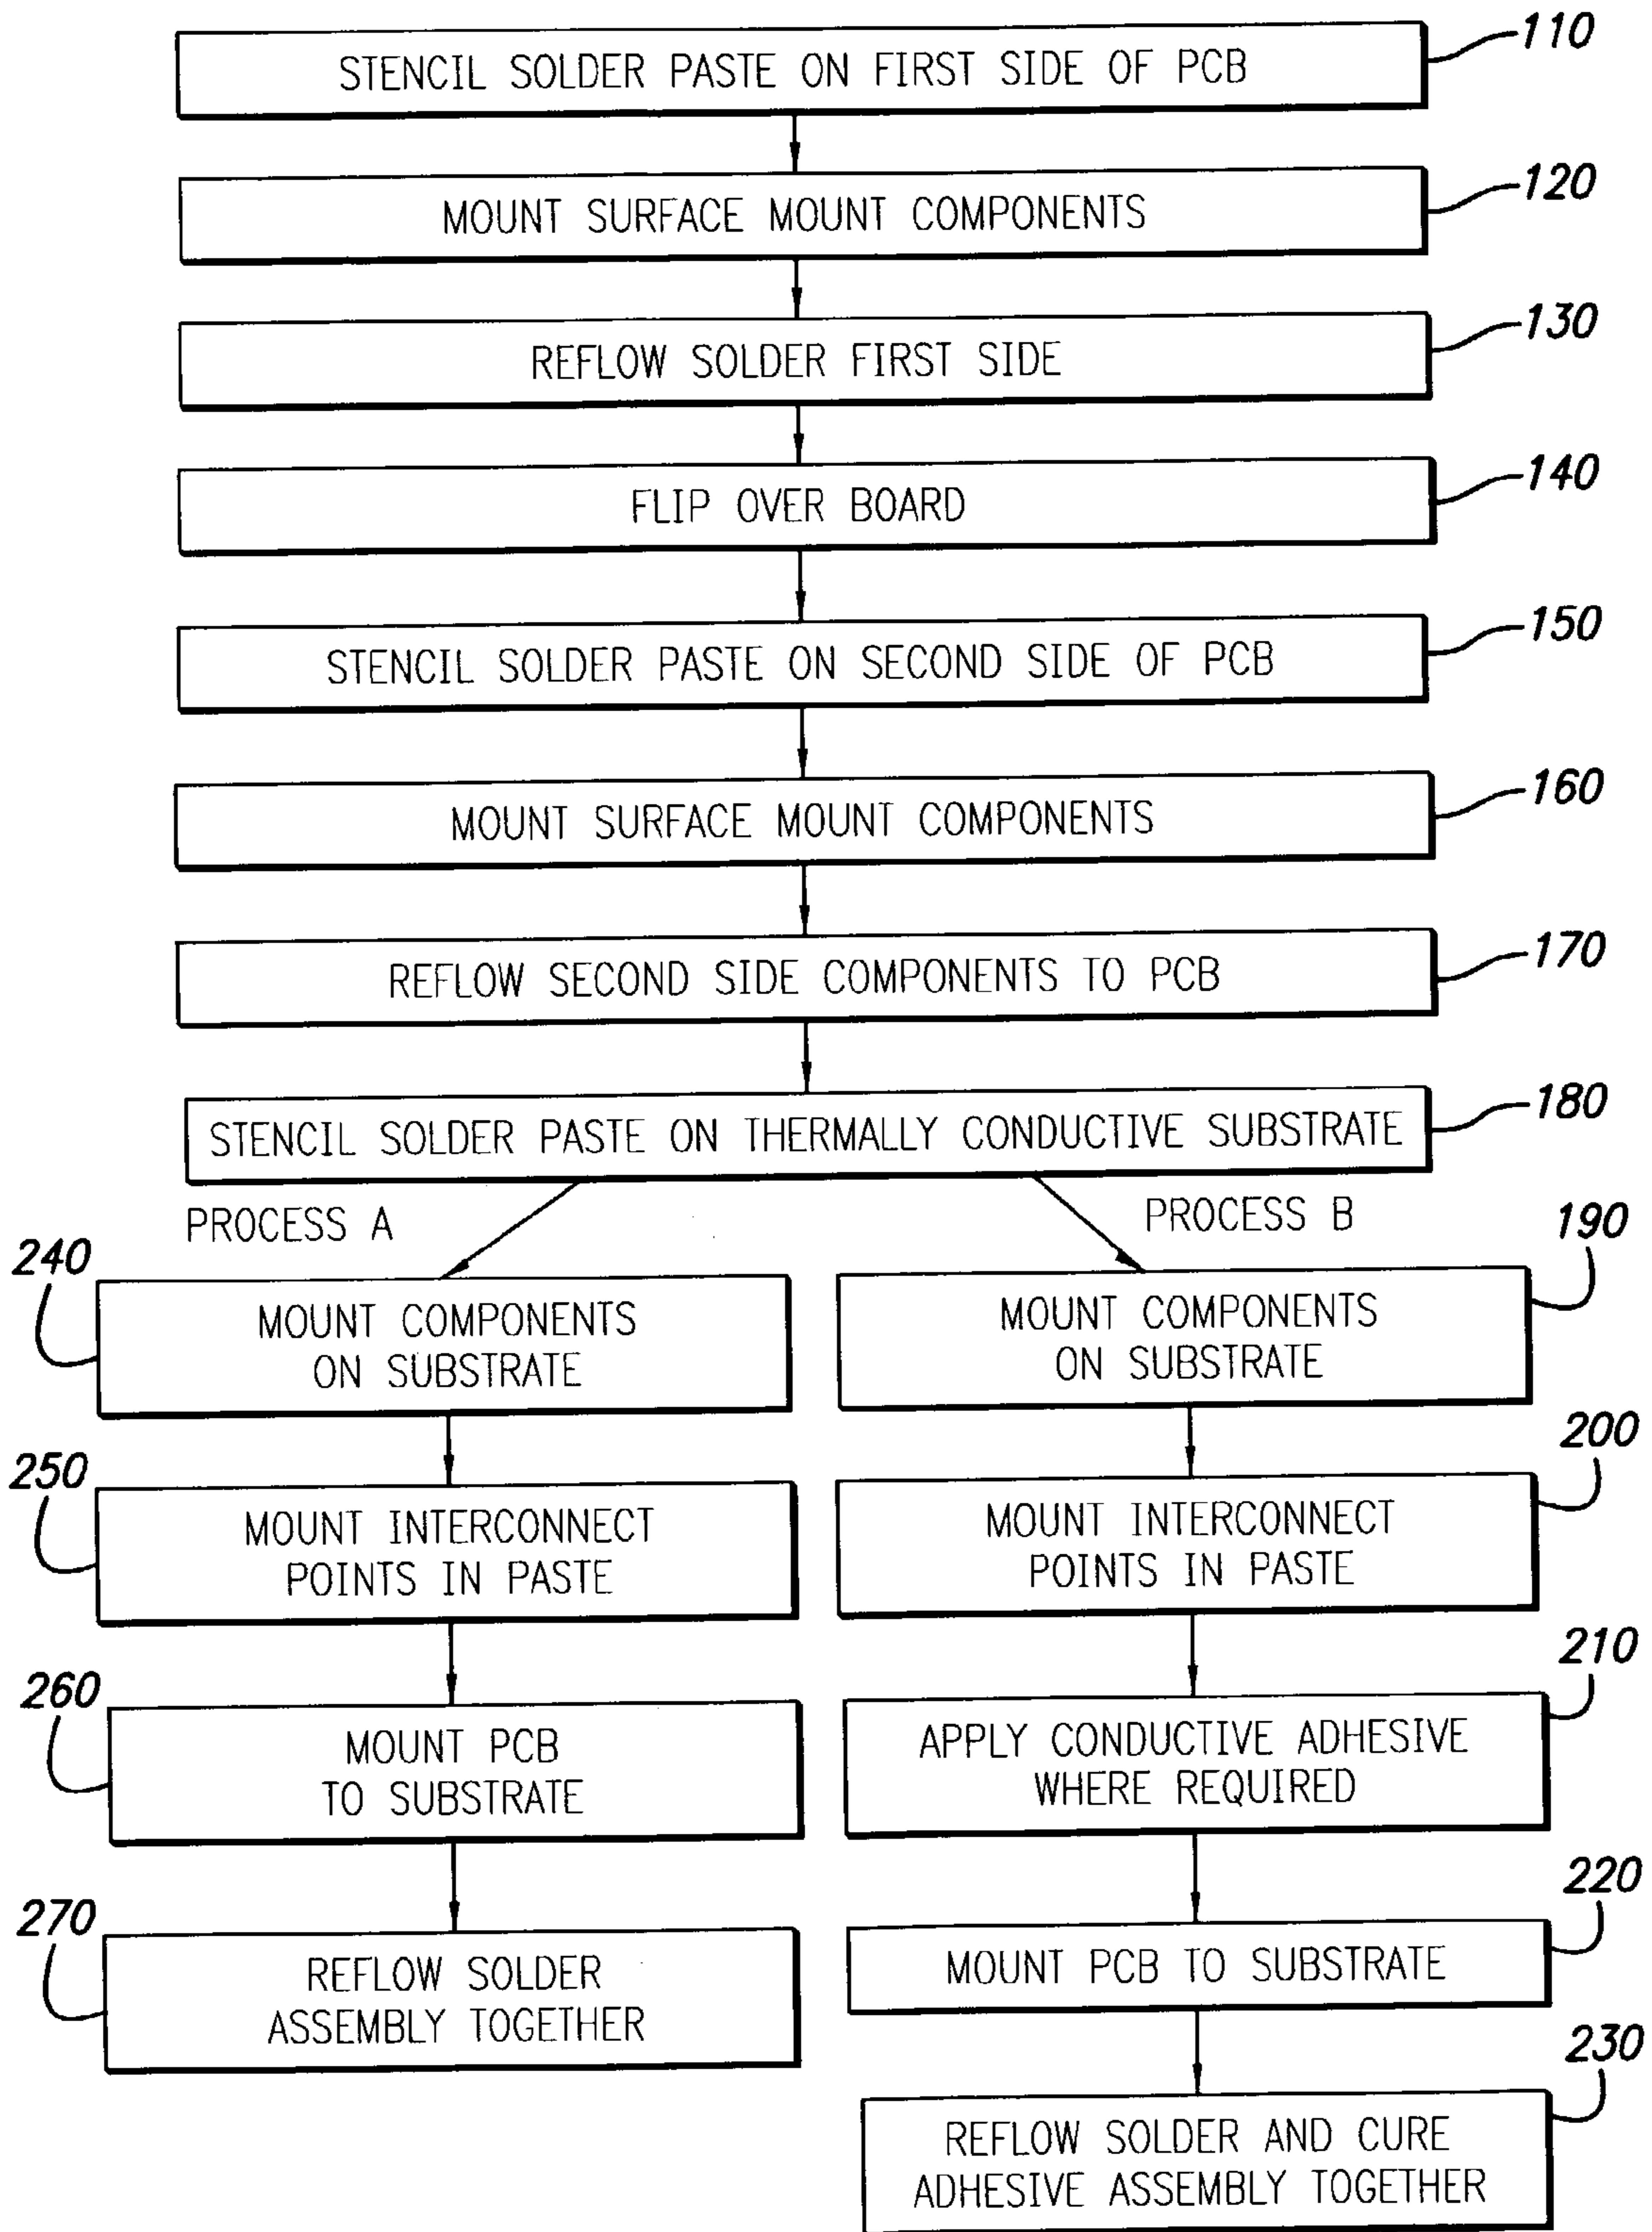 STENCIL SOLDER PASTE ON FIRST SIDE OF PCB
110
MOUNT SURFACE MOUNT COMPONENTS
120
REFLOW SOLDER FIRST SIDE
130
FLIP OVER BOARD
140
STENCIL SOLDER PASTE ON SECOND SIDE OF PCB
150
MOUNT SURFACE MOUNT COMPONENTS
160
REFLOW SECOND SIDE COMPONENTS TO PCB
170
STENCIL SOLDER PASTE ON THERMALLY CONDUCTIVE SUBSTRATE
180
PROCESS A
240
MOUNT COMPONENTS
ON SUBSTRATE
250
MOUNT INTERCONNECT
POINTS IN PASTE
260
MOUNT PCB
TO SUBSTRATE
270
REFLOW SOLDER
ASSEMBLY TOGETHER
PROCESS B
190
MOUNT COMPONENTS
ON SUBSTRATE
200
MOUNT INTERCONNECT
POINTS IN PASTE
210
APPLY CONDUCTIVE ADHESIVE
WHERE REQUIRED
220
MOUNT PCB TO SUBSTRATE
230
REFLOW SOLDER AND CURE
ADHESIVE ASSEMBLY TOGETHER